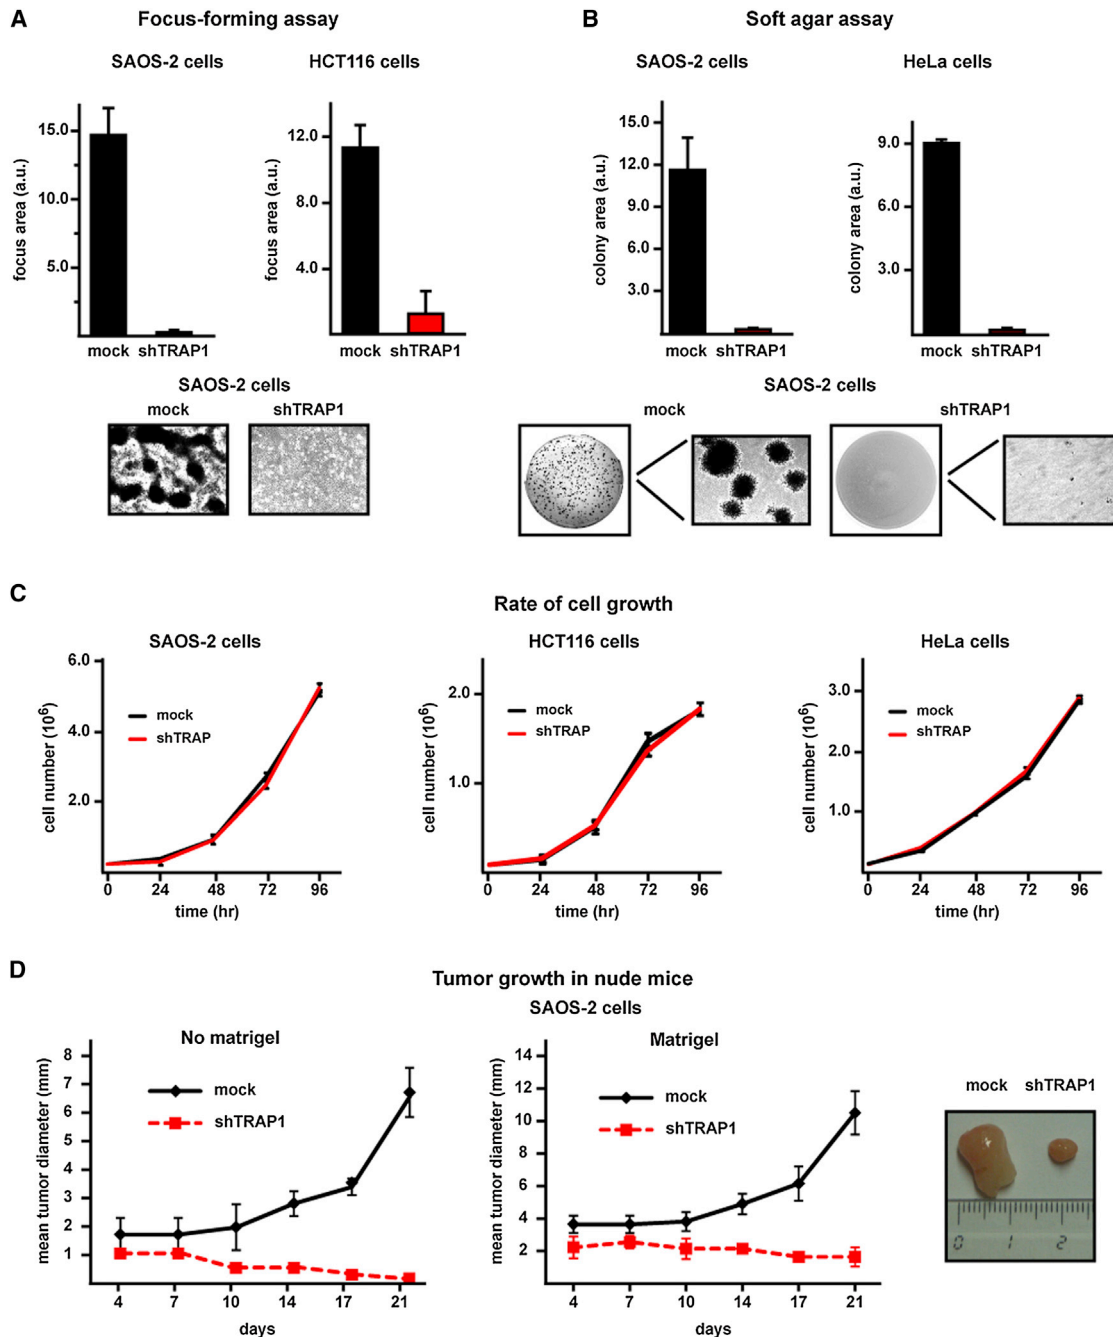 A
Focus-forming assay
SAOS-2 cells
HCT116 cells
focus area (a.u.)
15.0
15.0
5.0
mock shTRAP1
focus area (a.u.)
12.0
8.0
4.0
mock shTRAP1
SAOS-2 cells
mock
shTRAP1
B
Soft agar assay
SAOS-2 cells
HeLa cells
colony area (a.u.)
15.0
12.0
9.0
6.0
3.0
mock shTRAP1
colony area (a.u.)
9.0
6.0
3.0
mock shTRAP1
SAOS-2 cells
mock
shTRAP1
C
Rate of cell growth
SAOS-2 cells
cell number (10⁶)
6.0
4.0
2.0
mock
shTRAP
0 24 48 72 96
time (hr)
HCT116 cells
cell number (10⁶)
2.0
1.0
mock
shTRAP
0 24 48 72 96
time (hr)
HeLa cells
cell number (10⁶)
3.0
2.0
1.0
mock
shTRAP
0 24 48 72 96
time (hr)
D
Tumor growth in nude mice
SAOS-2 cells
No matrigel
mean tumor diameter (mm)
8
7
6
5
4
3
2
1
mock
shTRAP1
4 7 10 14 17 21
days
Matrigel
mean tumor diameter (mm)
14
12
10
8
6
4
2
mock
shTRAP1
4 7 10 14 17 21
days
mock shTRAP1
0 1 2